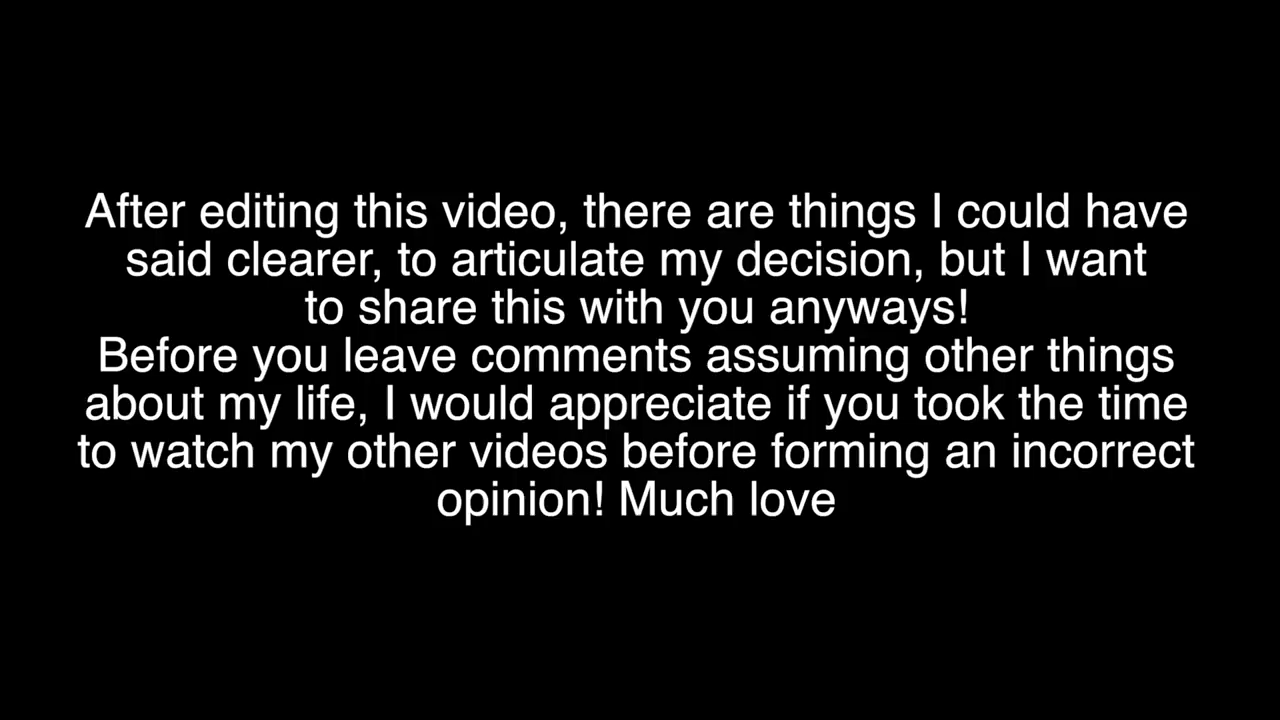 After editing this video, there are things I could have
said clearer, to articulate my decision, but I want
to share this with you anyways!
Before you leave comments assuming other things
about my life, I would appreciate if you took the time
to watch my other videos before forming an incorrect
opinion! Much love